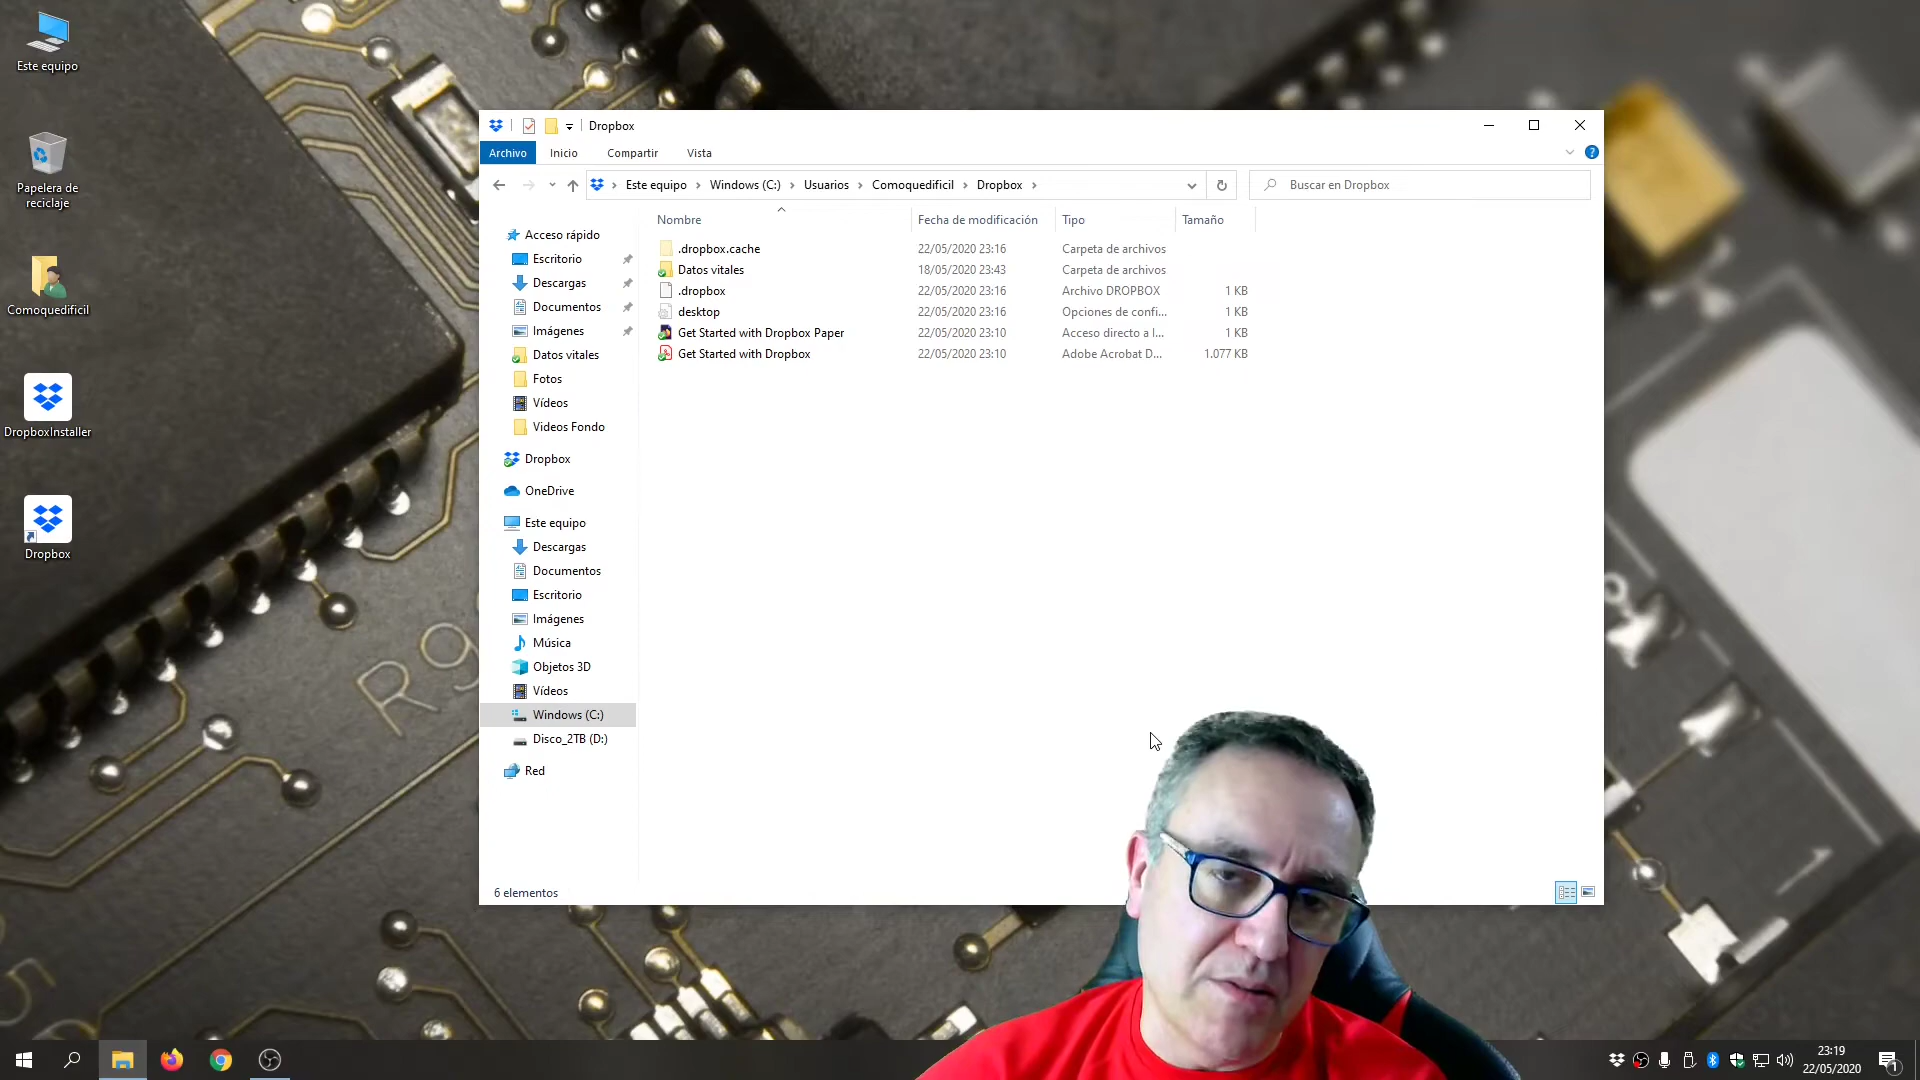 Este equipo
Papelera de
reciclaje
Comoquedificil
DropboxInstaller
Dropbox
Dropbox
Archivo
Inicio
Compartir
Vista
Este equipo
Windows (C:)
Usuarios
Comoquedificil
Dropbox
Buscar en Dropbox
Nombre
Fecha de modificación
Tipo
Tamaño
.dropbox.cache 22/05/2020 23:16 Carpeta de archivos
Datos vitales 18/05/2020 23:43 Carpeta de archivos
.dropbox 22/05/2020 23:16 Archivo DROPBOX 1 KB
desktop 22/05/2020 23:16 Opciones de confi... 1 KB
Get Started with Dropbox Paper 22/05/2020 23:10 Acceso directo a I... 1 KB
Get Started with Dropbox 22/05/2020 23:10 Adobe Acrobat D... 1.077 KB
Acceso rápido
Escritorio
Descargas
Documentos
Imágenes
Datos vitales
Fotos
Vídeos
Videos Fondo
Dropbox
OneDrive
Este equipo
Descargas
Documentos
Escritorio
Imágenes
Música
Objetos 3D
Vídeos
Windows (C:)
Disco_2TB (D:)
Red
6 elementos
R9
23:19
22/05/2020
1